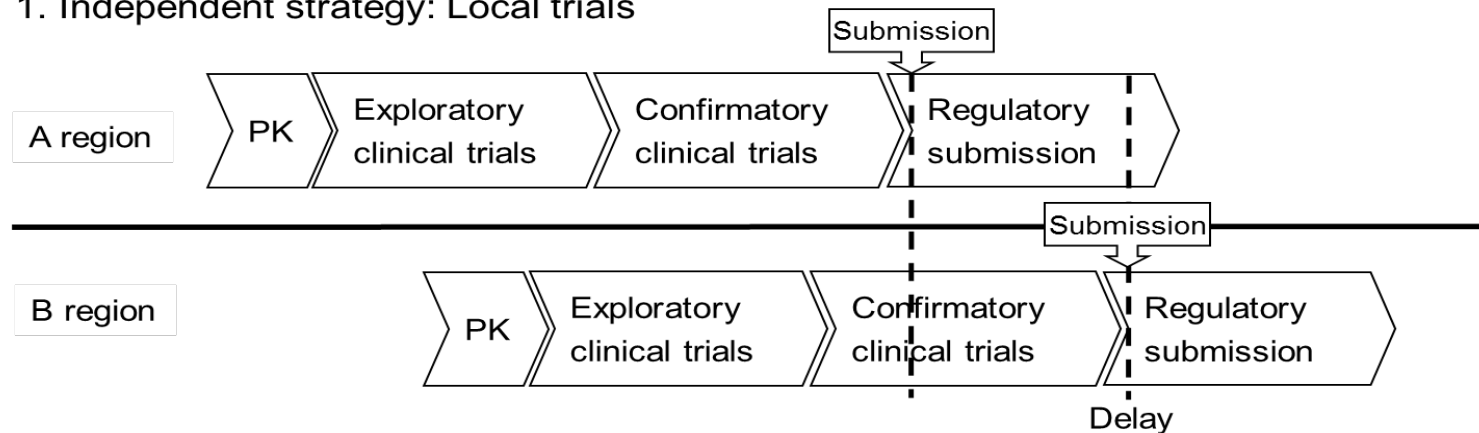 1. Independent strategy: Local trials
Submission
A region
PK
Exploratory
clinical trials
Confirmatory
clinical trials
Regulatory
submission
Submission
B region
PK
Exploratory
clinical trials
Confirmatory
clinical trials
Regulatory
submission
Delay